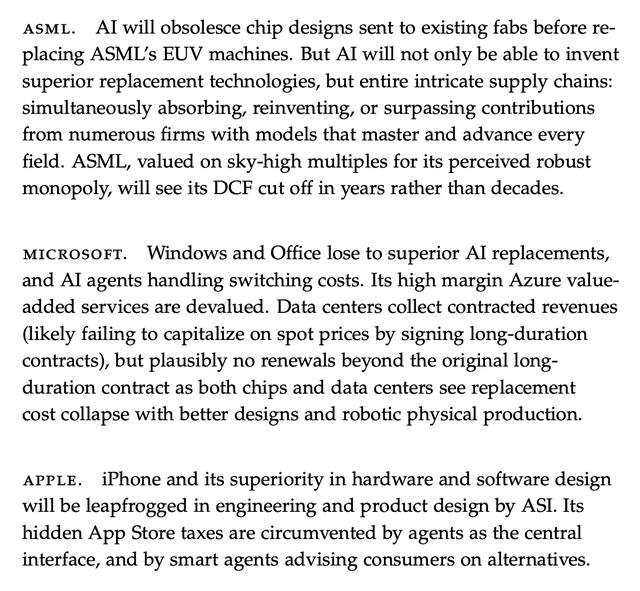 ASML. AI will obsolesce chip designs sent to existing fabs before re-
placing ASML's EUV machines. But AI will not only be able to invent
superior replacement technologies, but entire intricate supply chains:
simultaneously absorbing, reinventing, or surpassing contributions
from numerous firms with models that master and advance every
field. ASML, valued on sky-high multiples for its perceived robust
monopoly, will see its DCF cut off in years rather than decades.
MICROSOFT. Windows and Office lose to superior AI replacements,
and AI agents handling switching costs. Its high margin Azure value-
added services are devalued. Data centers collect contracted revenues
(likely failing to capitalize on spot prices by signing long-duration
contracts), but plausibly no renewals beyond the original long-
duration contract as both chips and data centers see replacement
cost collapse with better designs and robotic physical production.
APPLE. iPhone and its superiority in hardware and software design
will be leapfrogged in engineering and product design by ASI. Its
hidden App Store taxes are circumvented by agents as the central
interface, and by smart agents advising consumers on alternatives.